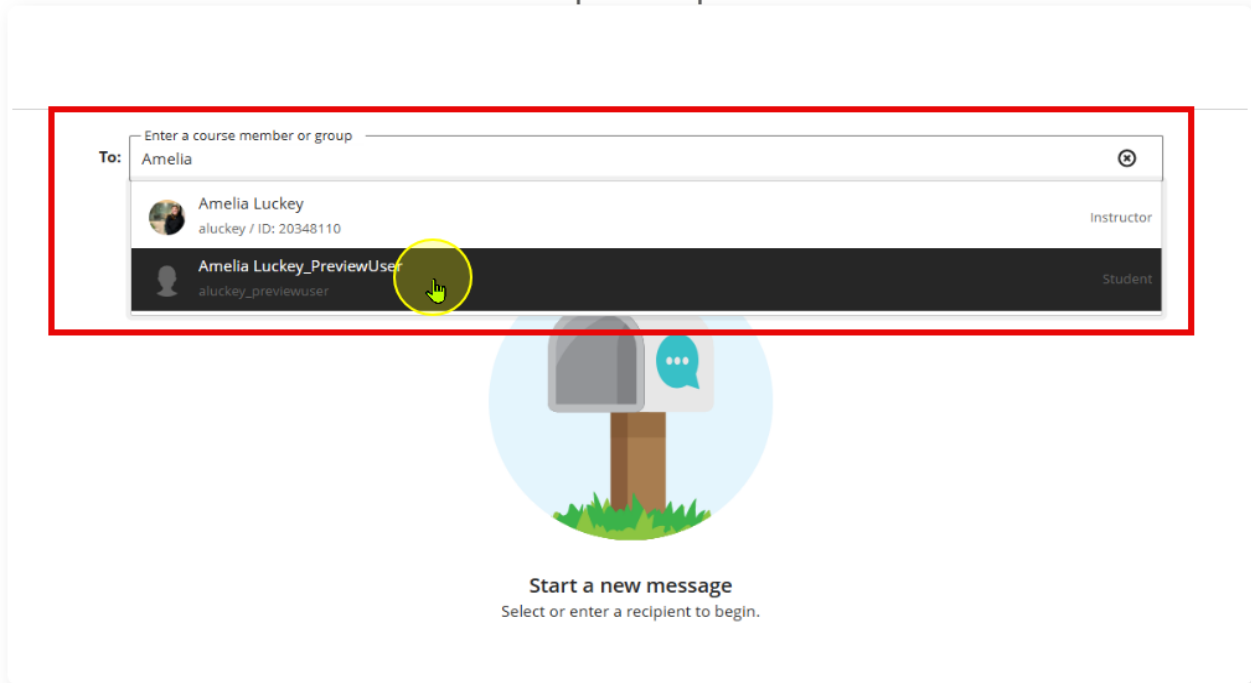 Enter a course member or group
To: Amelia
Amelia Luckey
aluckey / ID: 20348110
Instructor
Amelia Luckey_PreviewUser
aluckey_previewuser
Student
Start a new message
Select or enter a recipient to begin.